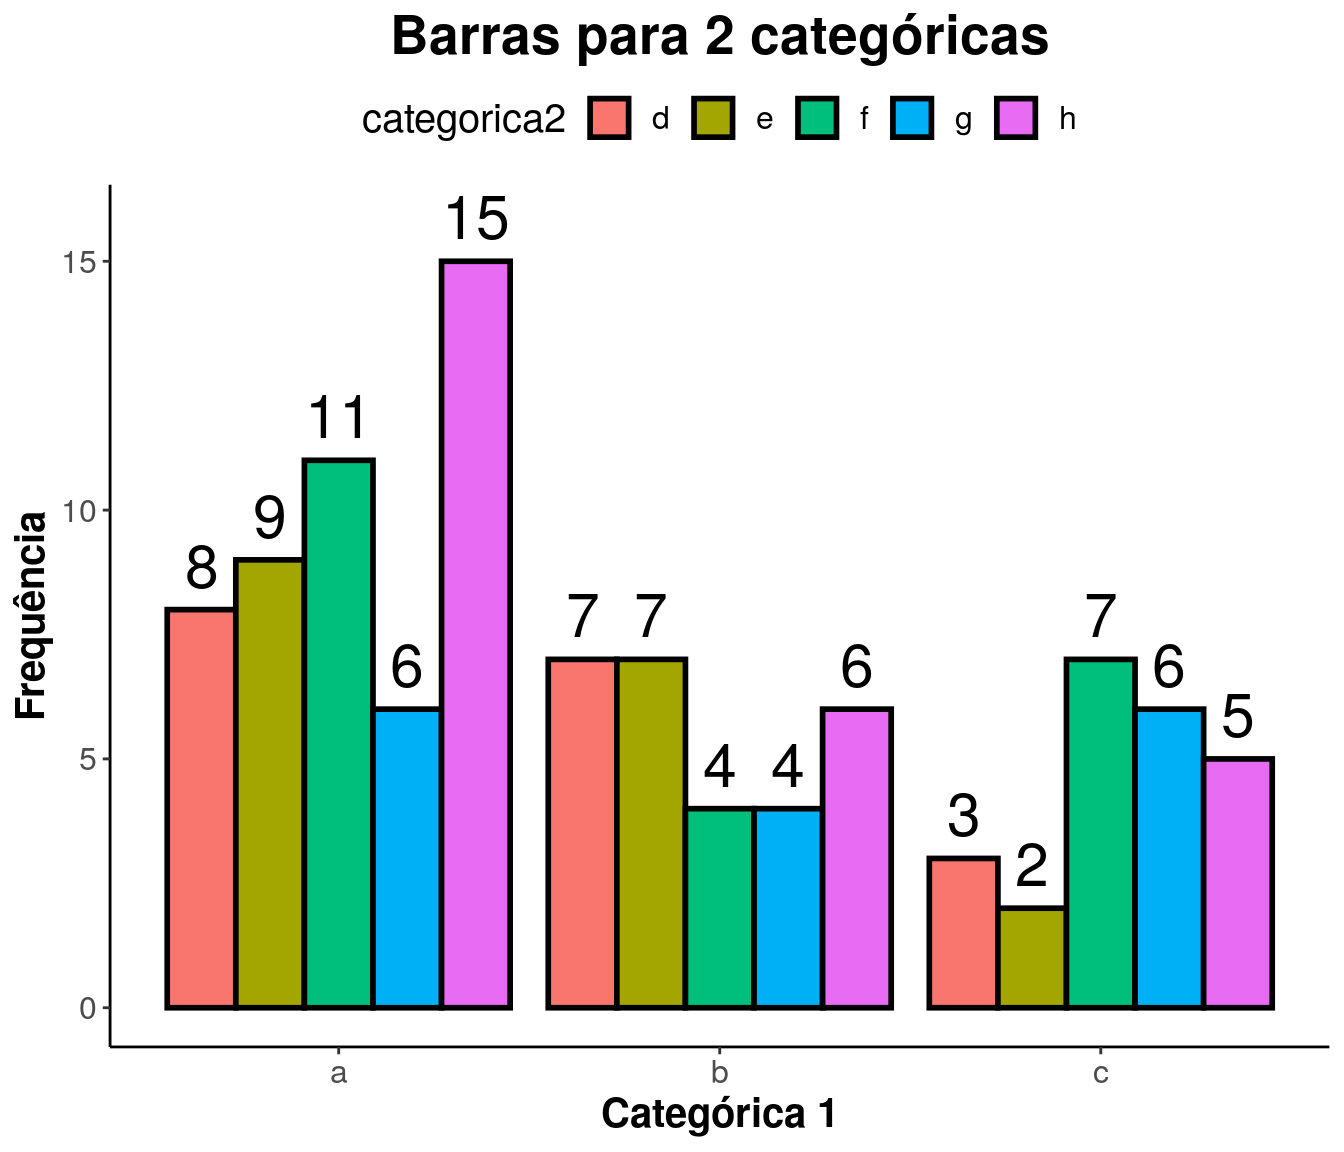 Barras para 2 categóricas
categorica2 d e f g h
Frequência
15
10
5
0
8 9 11 6 15
7 7 4 4 6
3 2 7 6 5
a b c
Categórica 1